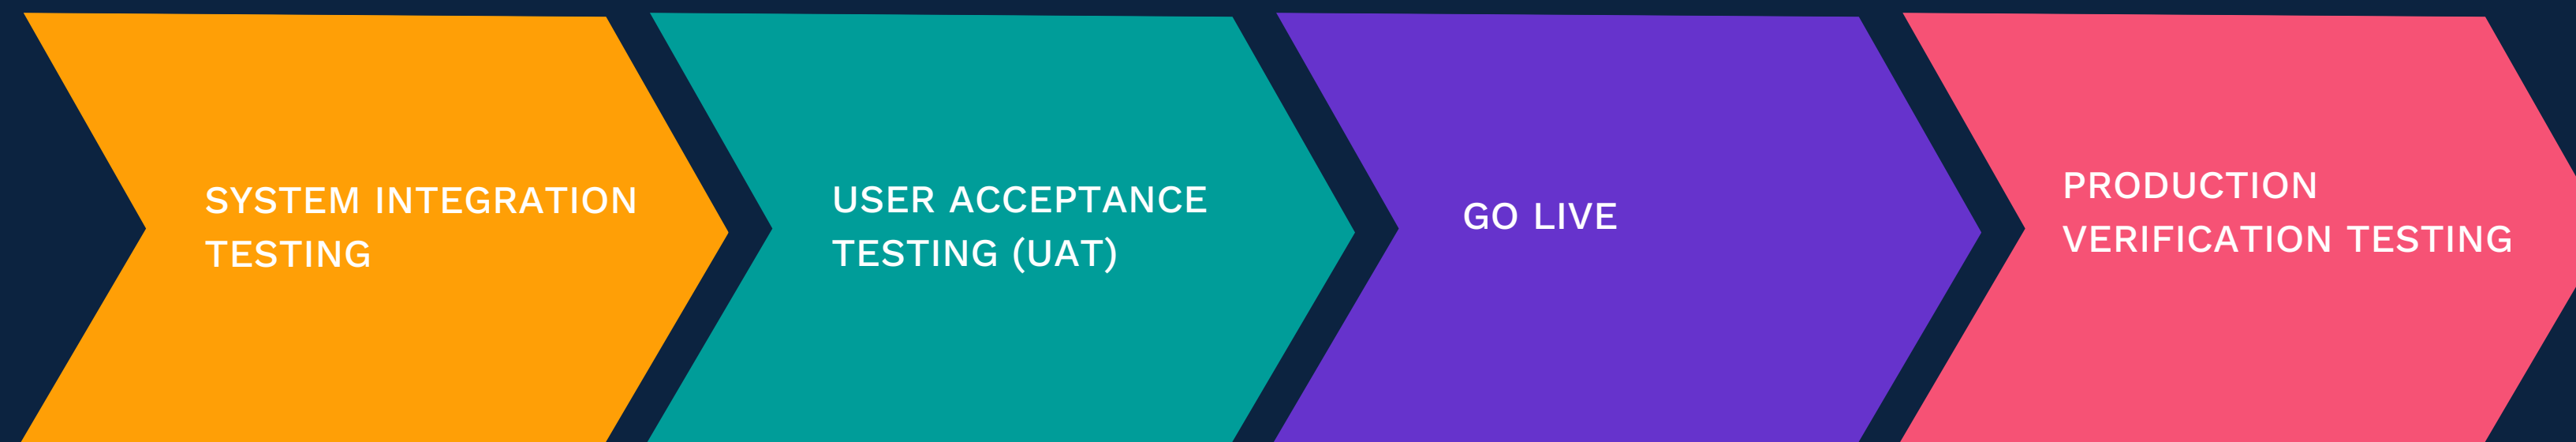 SYSTEM INTEGRATION
TESTING
USER ACCEPTANCE
TESTING (UAT)
GO LIVE
PRODUCTION
VERIFICATION TESTING